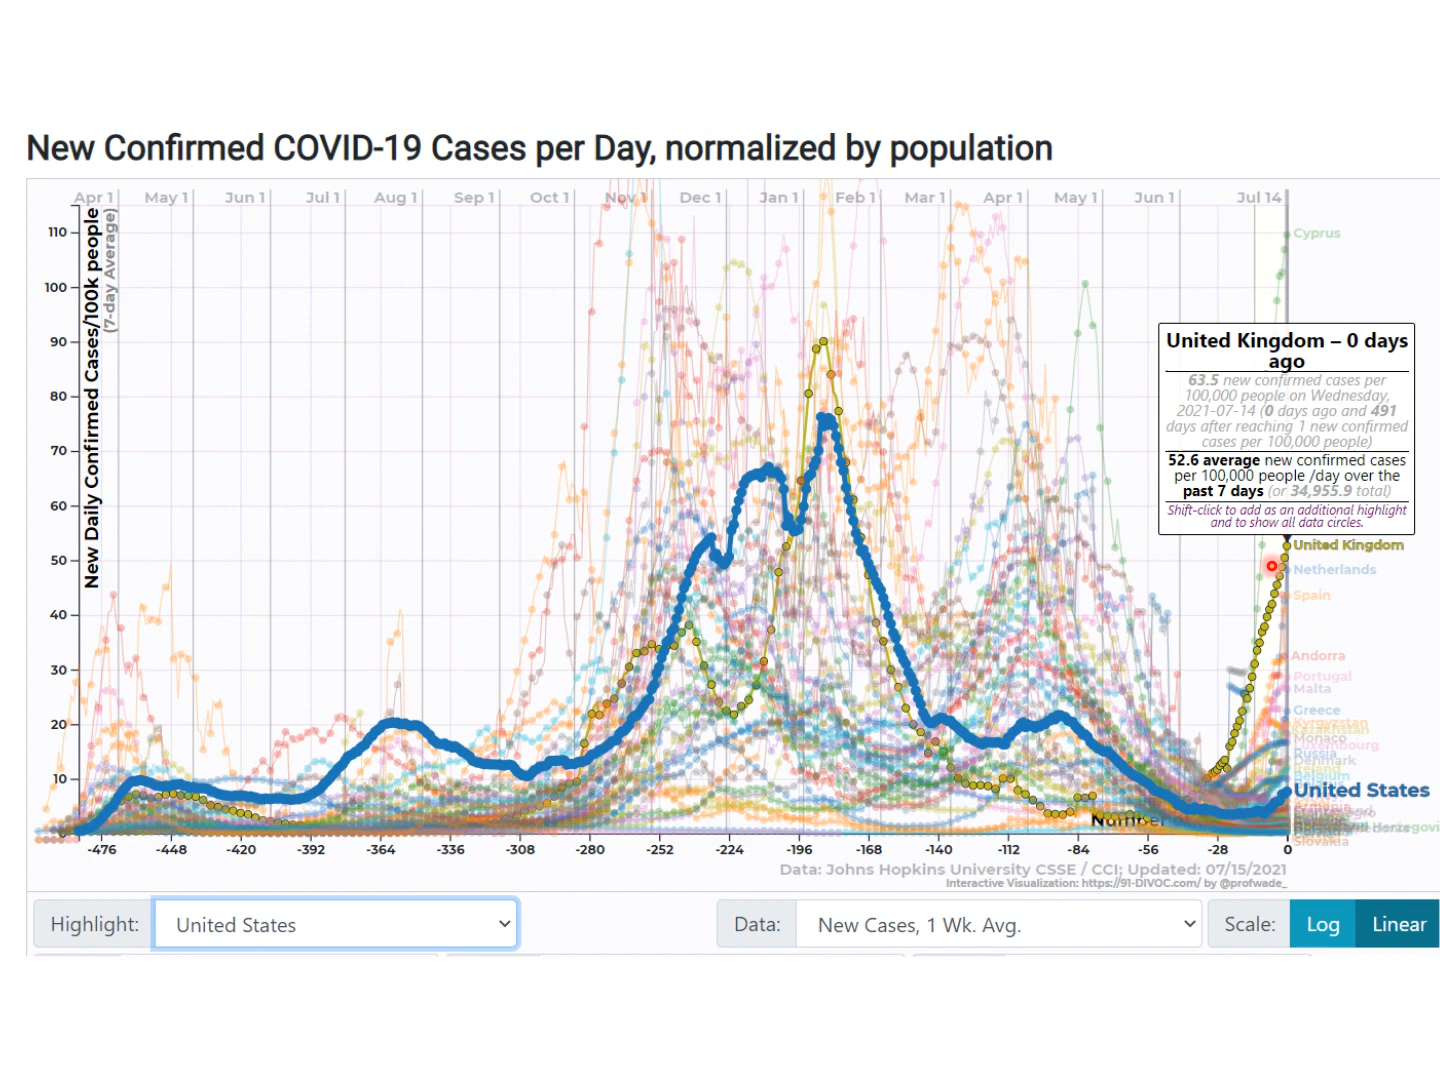 New Confirmed COVID-19 Cases per Day, normalized by population
Apr 1 May 1 Jun 1 Jul 1 Aug 1 Sep 1 Oct 1 Nov 1 Dec 1 Jan 1 Feb 1 Mar 1 Apr 1 May 1 Jun 1 Jul 14
New Daily Confirmed Cases/100k people
(7-day Average)
110
100
90
80
70
60
50
40
30
20
10
0
Cyprus
United Kingdom – 0 days
ago
63.5 new confirmed cases per
100,000 people on Wednesday,
2021-07-14 (0 days ago and 491
days after reaching 1 new confirmed
cases per 100,000 people)
52.6 average new confirmed cases
per 100,000 people /day over the
past 7 days (or 34,955.9 total)
Shift-click to add as an additional highlight
and to show all data circles.
United Kingdom
Netherlands
Spain
Andorra
Portugal
Malta
Greece
Kyrgyzstan
Kazakhstan
Monaco
Luxembourg
Russia
Denmark
Belgium
United States
Slovakia
Number
-476 -448 -420 -392 -364 -336 -308 -280 -252 -224 -196 -168 -140 -112 -84 -56 -28 0
Data: Johns Hopkins University CSSE / CCI; Updated: 07/15/2021
Interactive Visualization: https://91-DIVOC.com/ by @profwade_
Highlight: United States Data: New Cases, 1 Wk. Avg. Scale: Log Linear